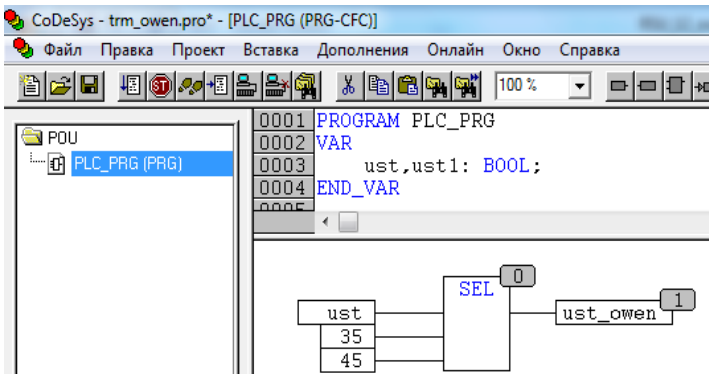 CoDeSys - trm_owen.pro* - [PLC_PRG (PRG-CFC)]
Файл Правка Проект Вставка Дополнения Онлайн Окно Справка
100 %
POU
PLC_PRG (PRG)
0001 PROGRAM PLC_PRG
0002 VAR
0003 ust,ust1: BOOL;
0004 END_VAR
0005
SEL 0
ust
ust_owen 1
35
45